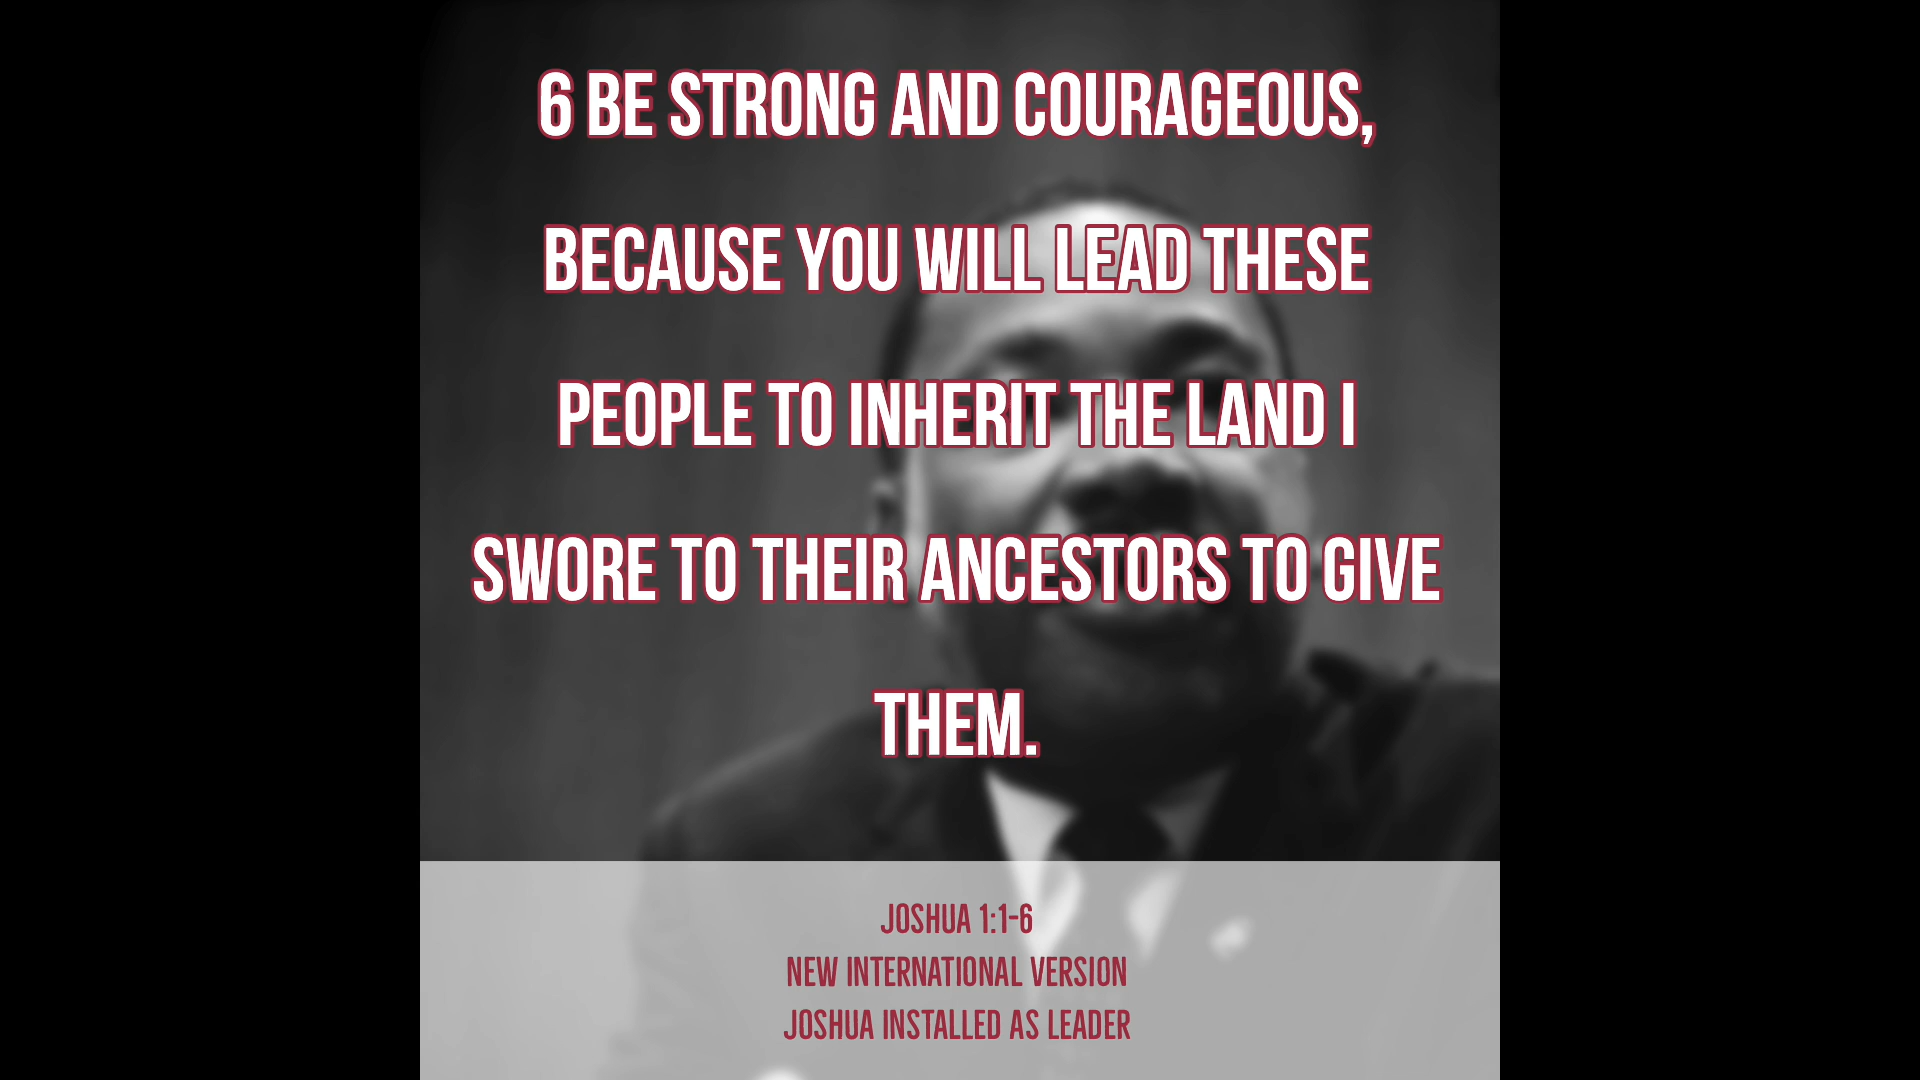 6 BE STRONG AND COURAGEOUS,
BECAUSE YOU WILL LEAD THESE
PEOPLE TO INHERIT THE LAND I
SWORE TO THEIR ANCESTORS TO GIVE
THEM.
JOSHUA 1:1-6
NEW INTERNATIONAL VERSION
JOSHUA INSTALLED AS LEADER